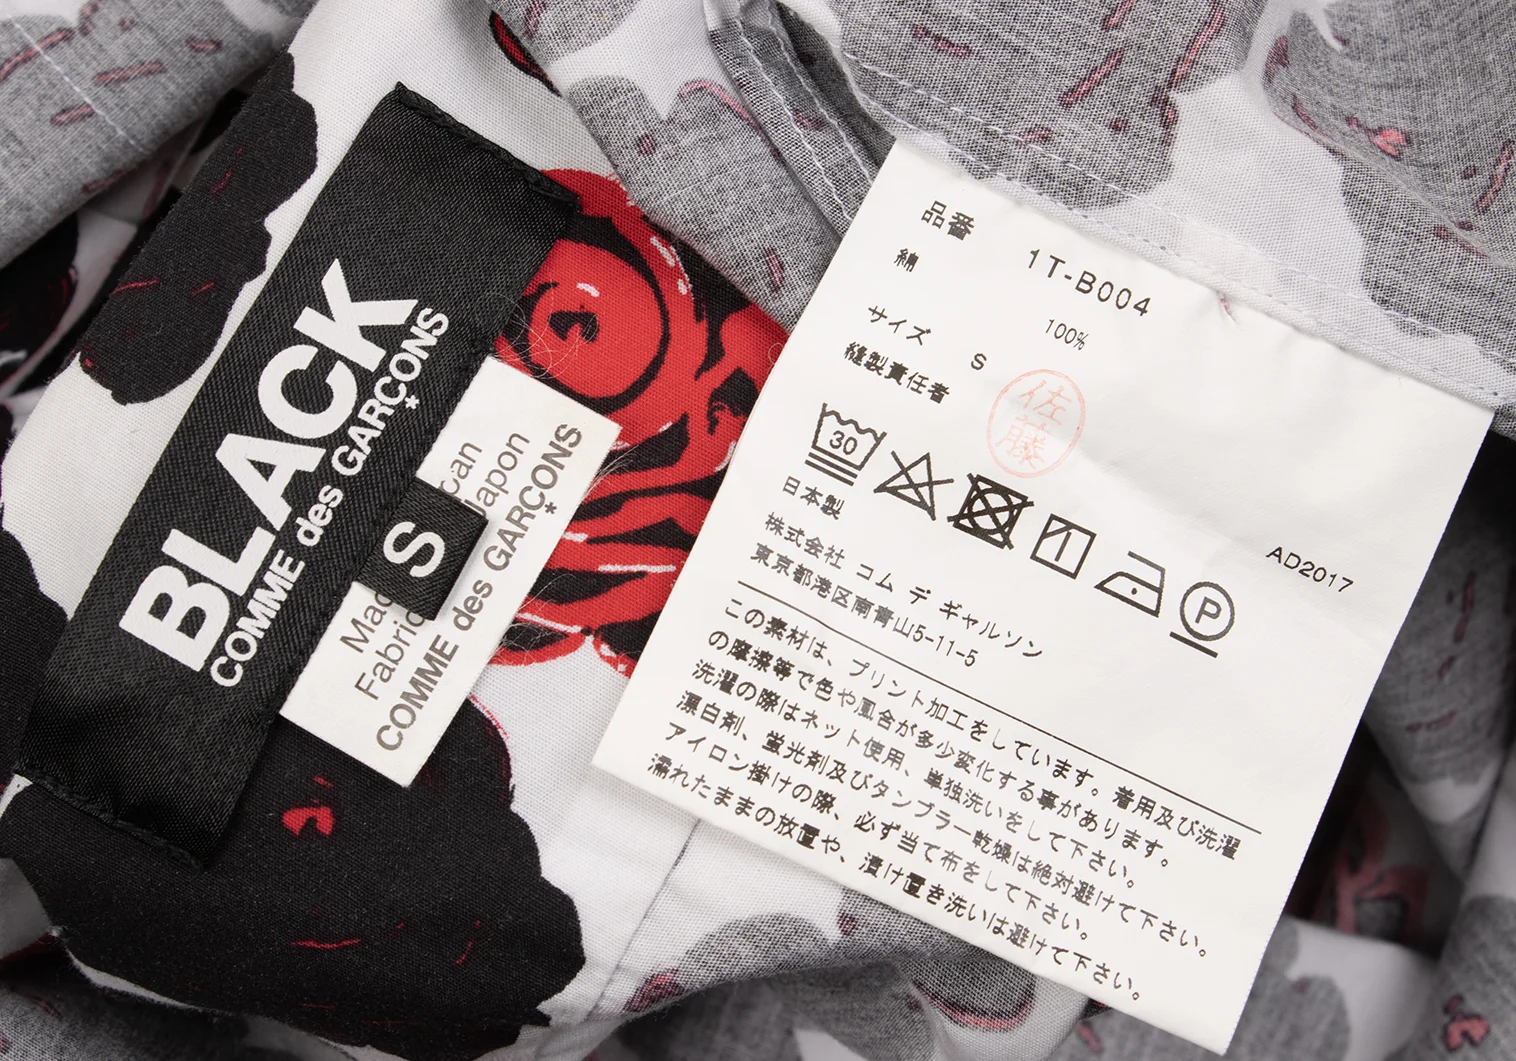 BLACK
COMME des GARÇONS
S
can
Japon
Fabric
COMME des GARÇONS
品番 1T-B004
綿 100%
サイズ S
縫製責任者 佐藤
30
P
日本製
AD2017
株式会社 コム デ ギャルソン
東京都港区南青山5-11-5
この素材は、プリント加工をしています。着用及び洗濯
の摩擦等で色や風合が多少変化する事があります。
洗濯の際はネット使用、単独洗いをして下さい。
漂白剤、蛍光剤及びタンブラー乾燥は絶対避けて下さい。
アイロン掛けの際、必ず当て布をして下さい。
濡れたままの放置や、漬け置き洗いは避けて下さい。